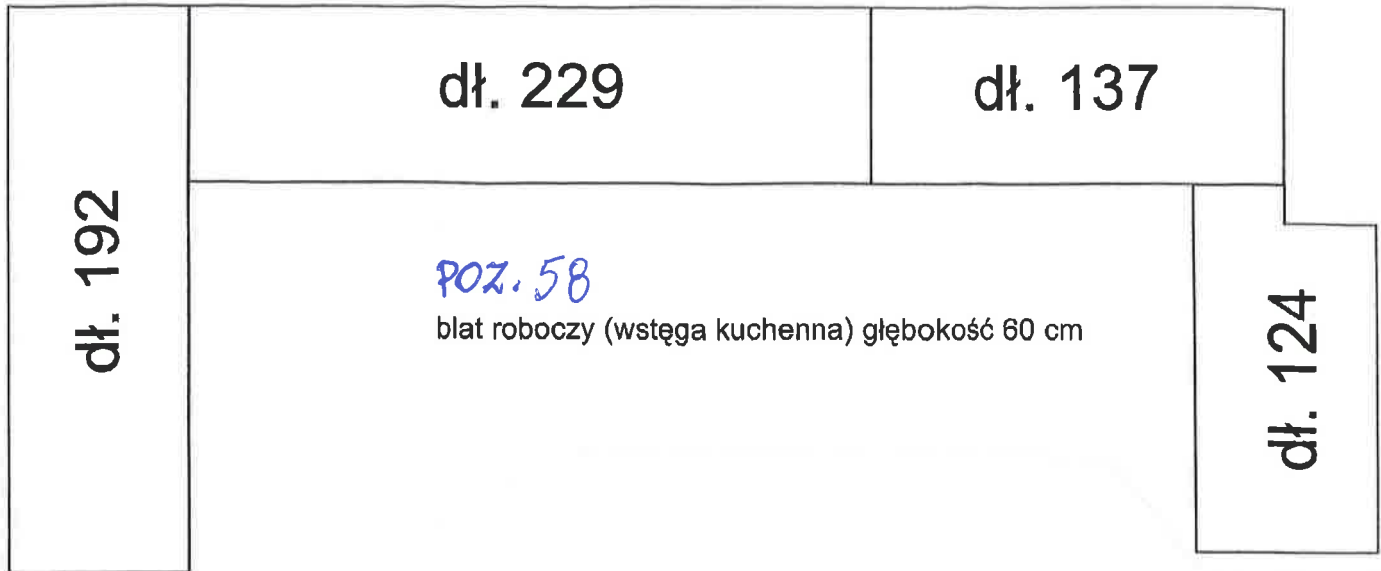 dł. 229
dł. 137
dł. 192
POZ. 58
blat roboczy (wstęga kuchenna) głębokość 60 cm
dł. 124